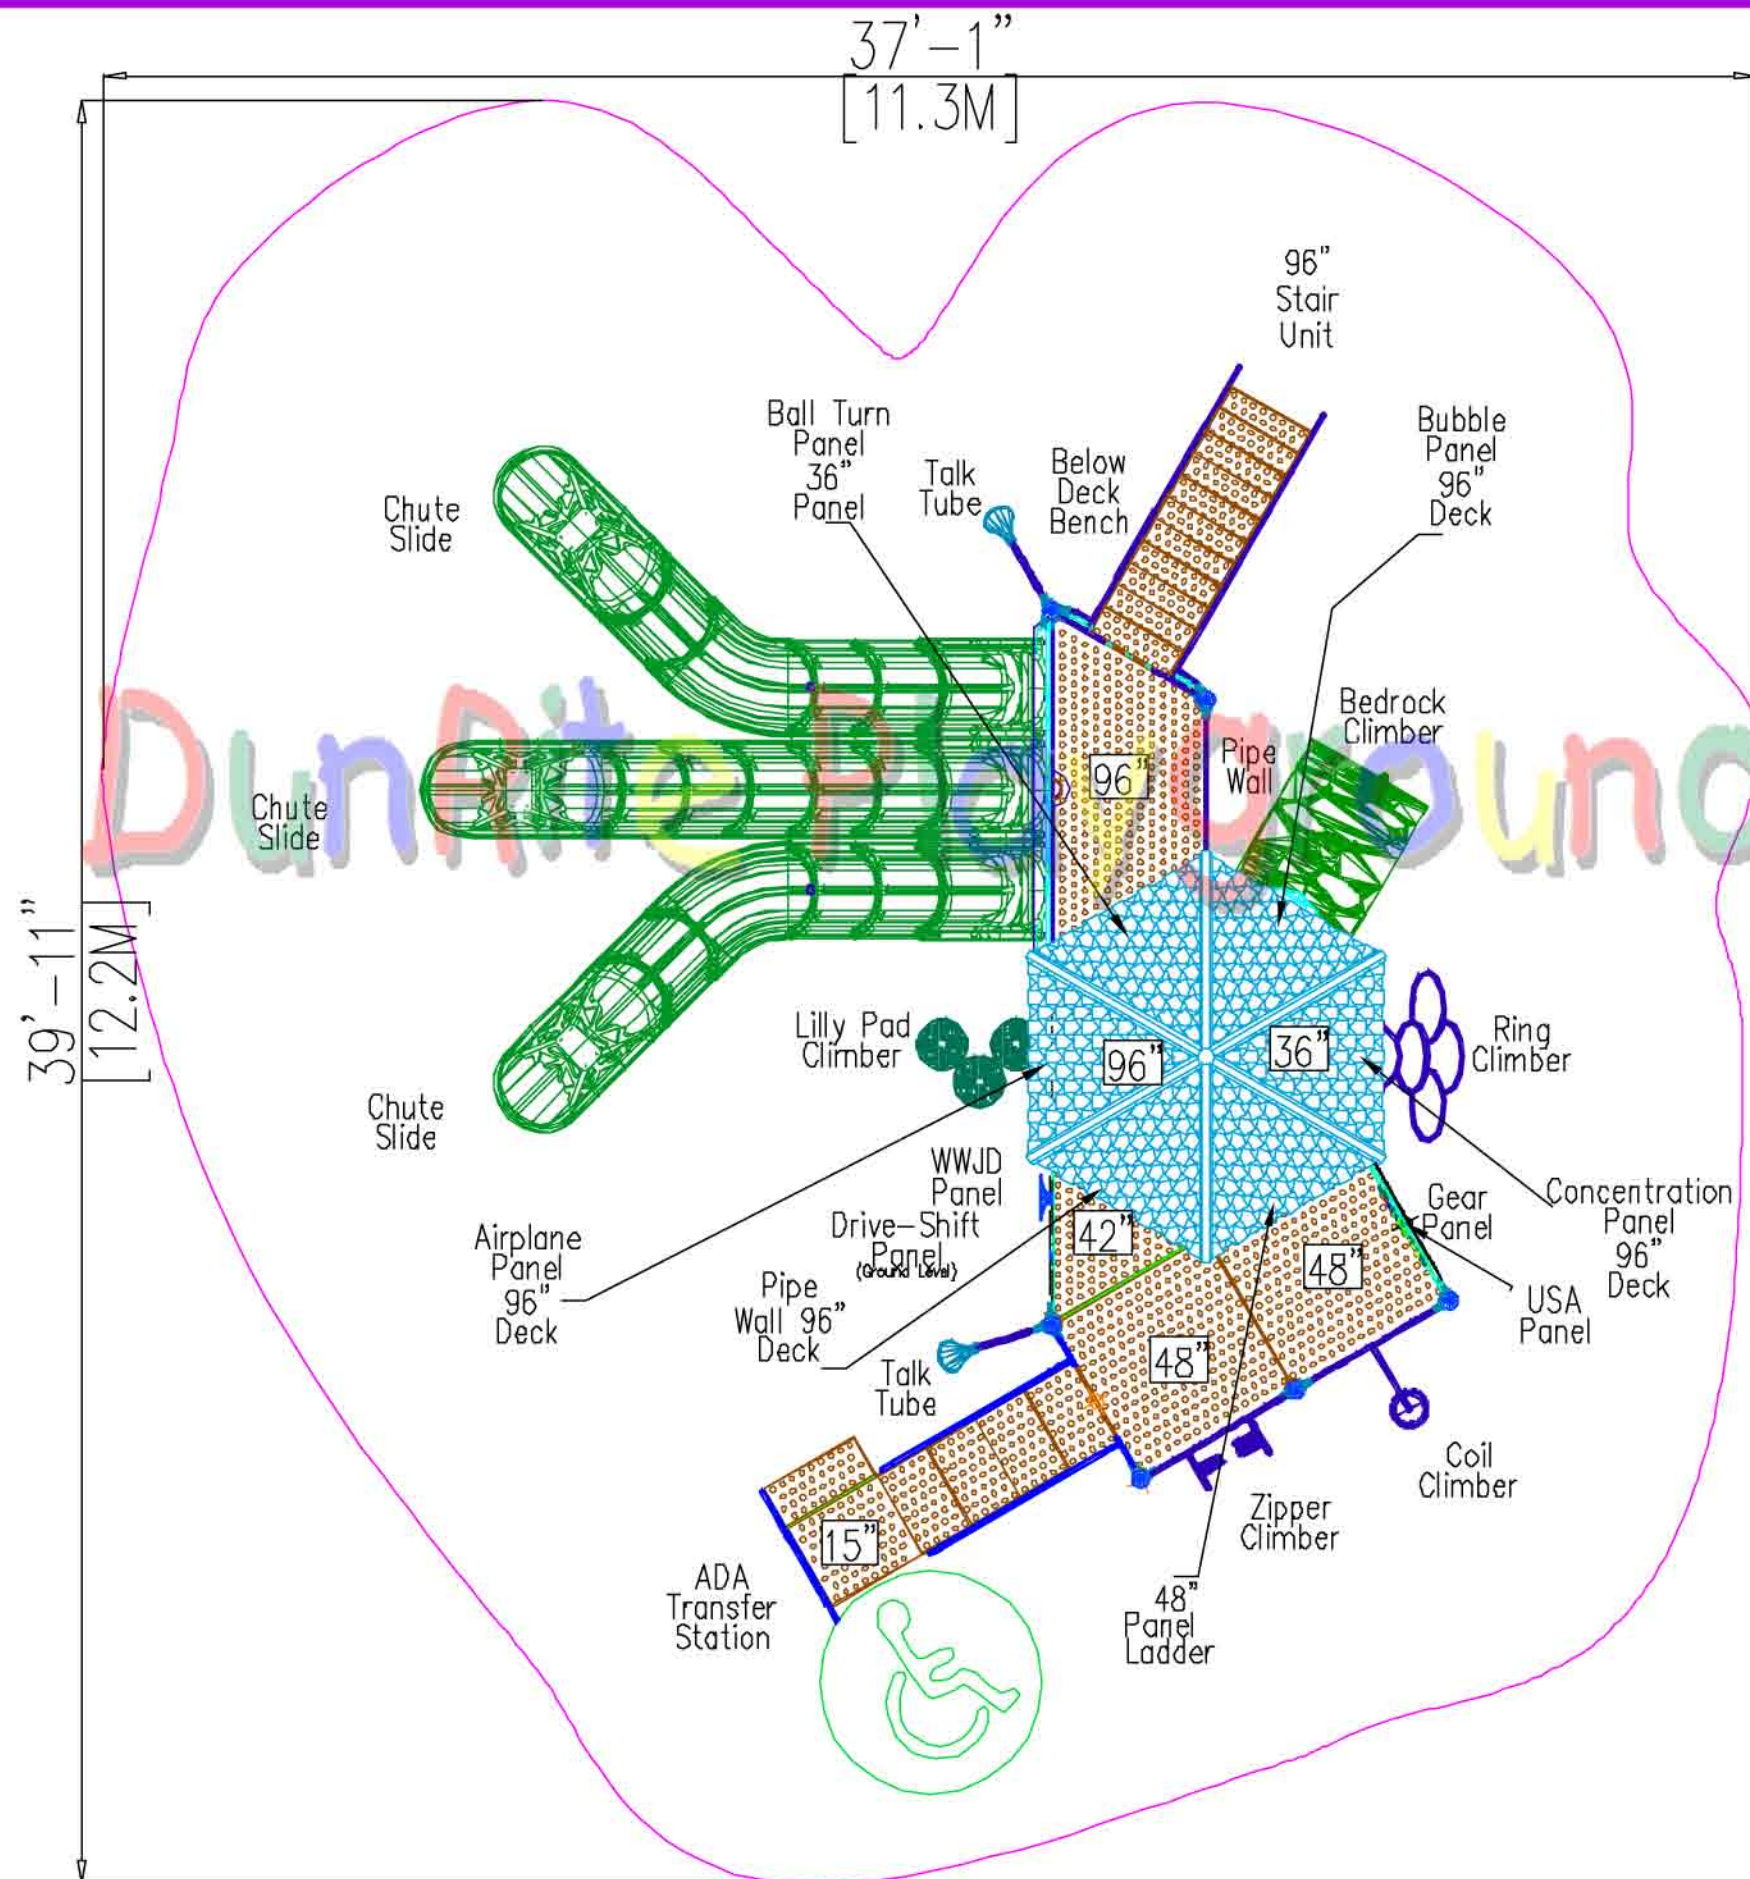 37'-1"
[11.3M]
96"
Stair
Unit
Ball Turn
Panel
36"
Panel
Talk
Tube
Below
Deck
Bench
Bubble
Panel
96"
Deck
Chute
Slide
Bedrock
Climber
DunRite Playground
96"
Pipe
Wall
Chute
Slide
39'-11"
[12.2M]
Lilly Pad
Climber
96"
36"
Ring
Climber
Chute
Slide
WWJD
Panel
Drive-Shift
Panel
(Ground Level)
42"
Gear
Panel
Concentration
Panel
96"
Deck
Airplane
Panel
96"
Deck
48"
Pipe
Wall 96"
Deck
USA
Panel
48"
Talk
Tube
Coil
Climber
Zipper
Climber
15"
ADA
Transfer
Station
48"
Panel
Ladder